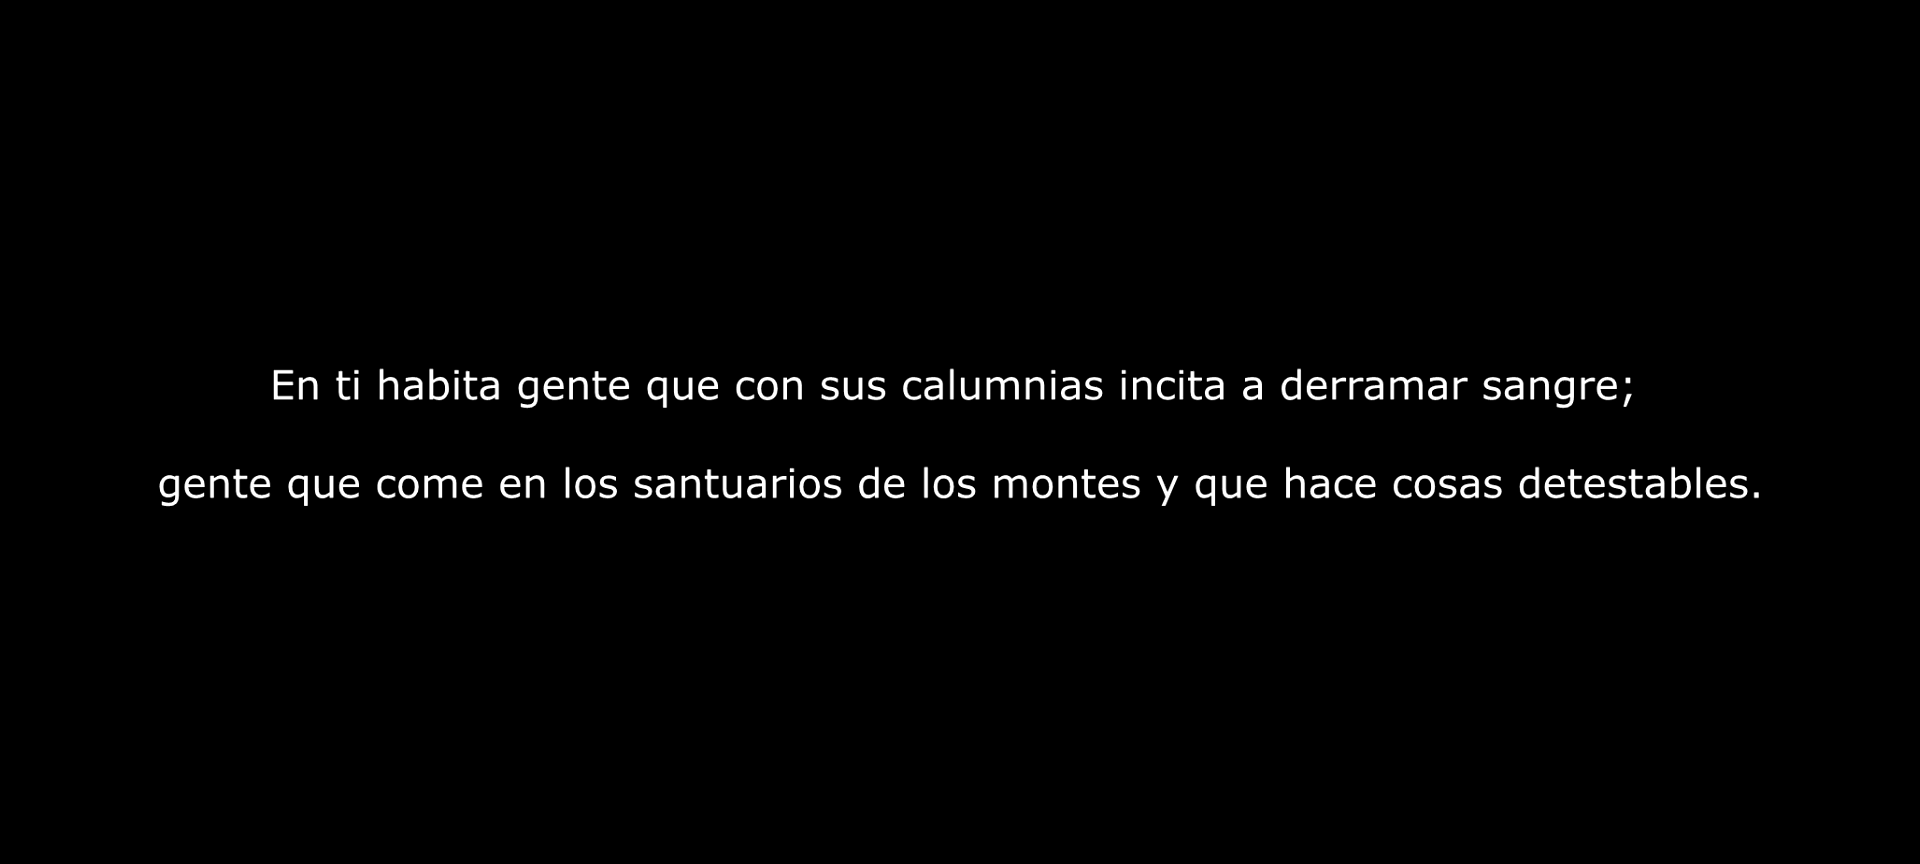 En ti habita gente que con sus calumnias incita a derramar sangre;
gente que come en los santuarios de los montes y que hace cosas detestables.